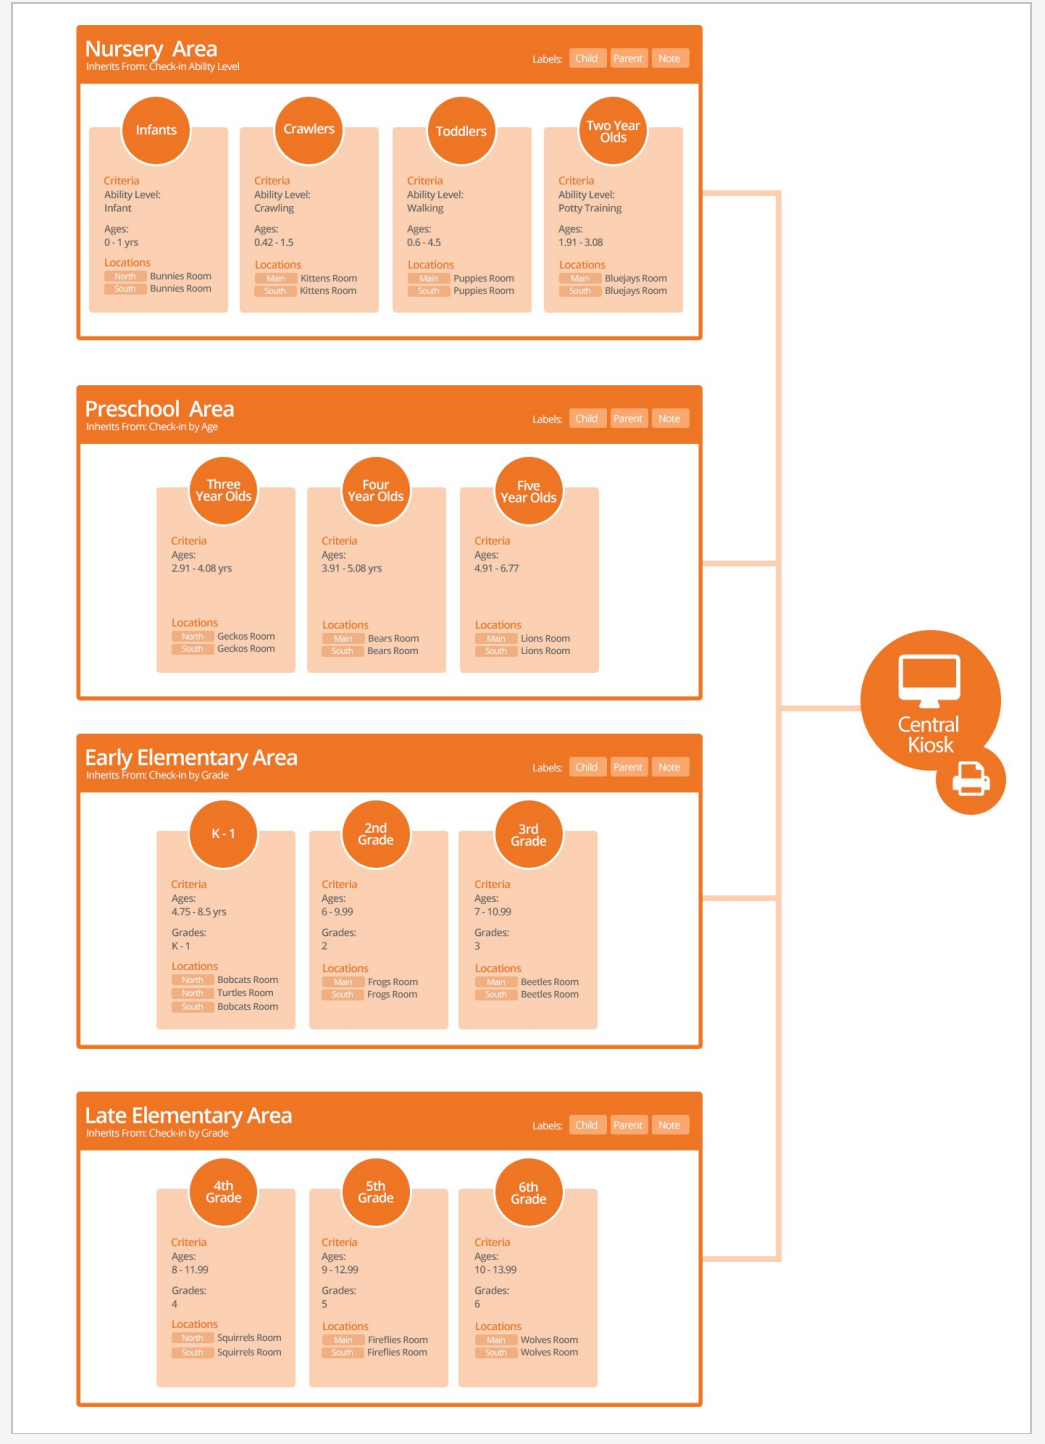 Nursery Area
Inherits From: Check-in Ability Level
Labels: Child Parent Note
Infants
Criteria
Ability Level:
Infant
Ages:
0 - 1 yrs
Locations
North Bunnies Room
South Bunnies Room
Crawlers
Criteria
Ability Level:
Crawling
Ages:
0.42 - 1.5
Locations
Main Kittens Room
South Kittens Room
Toddlers
Criteria
Ability Level:
Walking
Ages:
0.6 - 4.5
Locations
Main Puppies Room
South Puppies Room
Two Year
Olds
Criteria
Ability Level:
Potty Training
Ages:
1.91 - 3.08
Locations
Main Bluejays Room
South Bluejays Room
Preschool Area
Inherits From: Check-in by Age
Labels: Child Parent Note
Three
Year Olds
Criteria
Ages:
2.91 - 4.08 yrs
Locations
North Geckos Room
South Geckos Room
Four
Year Olds
Criteria
Ages:
3.91 - 5.08 yrs
Locations
Main Bears Room
South Bears Room
Five
Year Olds
Criteria
Ages:
4.91 - 6.77
Locations
Main Lions Room
South Lions Room
Early Elementary Area
Inherits From: Check-in by Grade
Labels: Child Parent Note
K - 1
Criteria
Ages:
4.75 - 8.5 yrs
Grades:
K - 1
Locations
North Bobcats Room
North Turtles Room
South Bobcats Room
2nd
Grade
Criteria
Ages:
6 - 9.99
Grades:
2
Locations
Main Frogs Room
South Frogs Room
3rd
Grade
Criteria
Ages:
7 - 10.99
Grades:
3
Locations
Main Beetles Room
South Beetles Room
Late Elementary Area
Inherits From: Check-in by Grade
Labels: Child Parent Note
4th
Grade
Criteria
Ages:
8 - 11.99
Grades:
4
Locations
North Squirrels Room
South Squirrels Room
5th
Grade
Criteria
Ages:
9 - 12.99
Grades:
5
Locations
Main Fireflies Room
South Fireflies Room
6th
Grade
Criteria
Ages:
10 - 13.99
Grades:
6
Locations
Main Wolves Room
South Wolves Room
Central
Kiosk